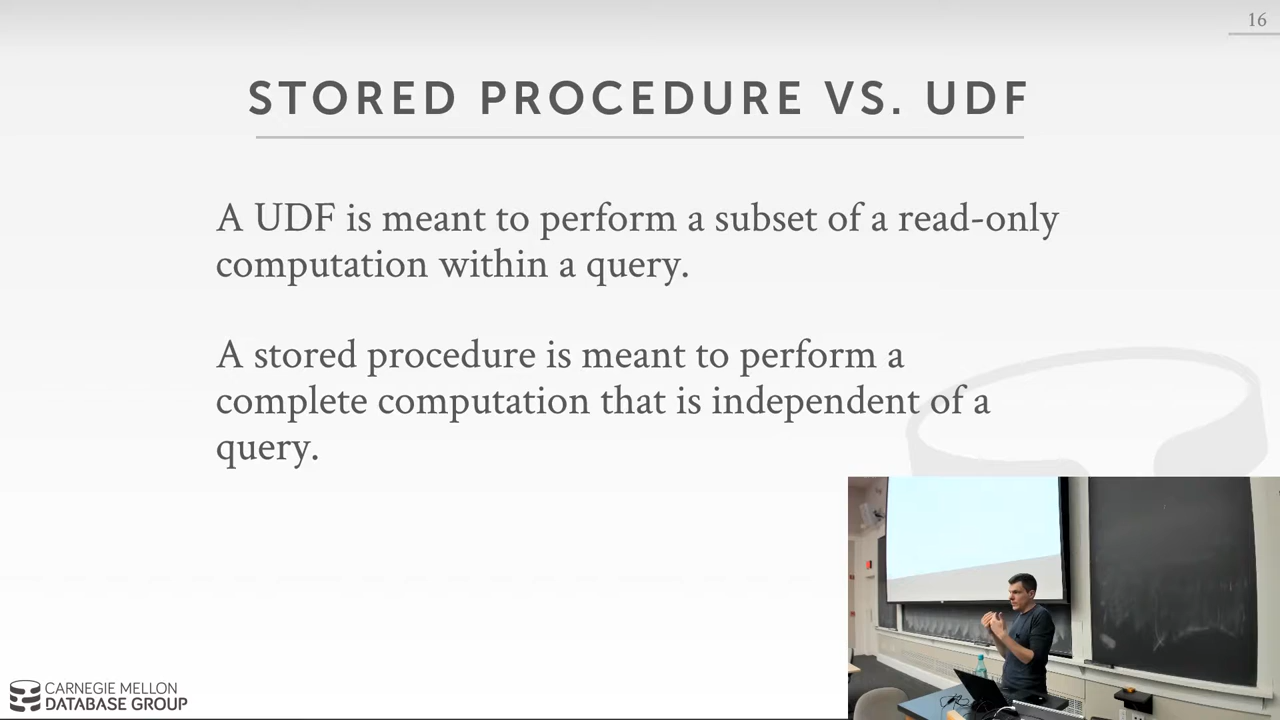 16
STORED PROCEDURE VS. UDF
A UDF is meant to perform a subset of a read-only
computation within a query.
A stored procedure is meant to perform a
complete computation that is independent of a
query.
CARNEGIE MELLON
DATABASE GROUP